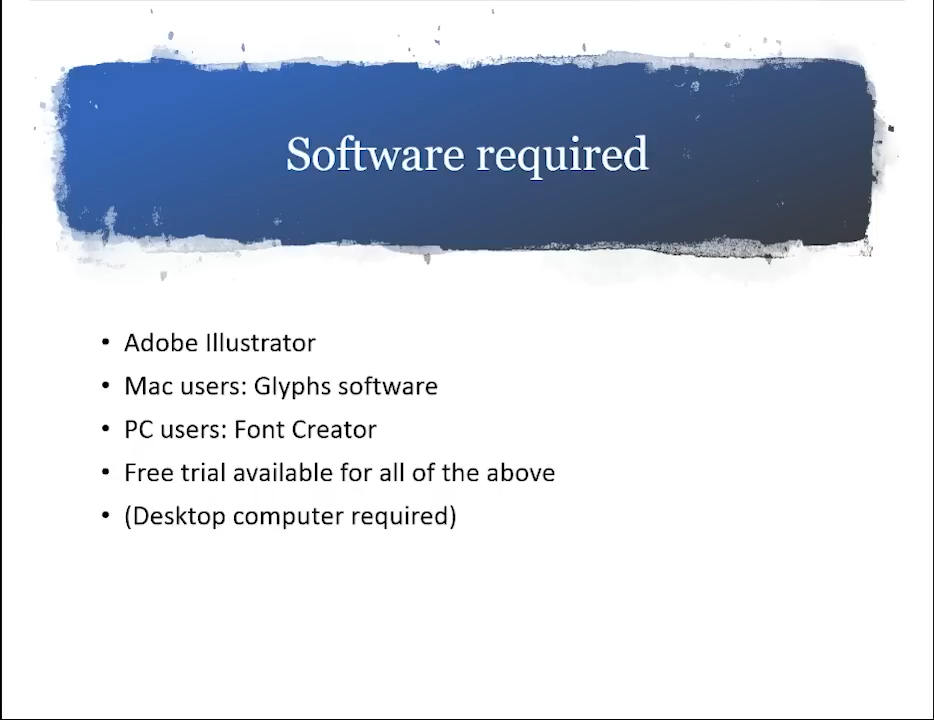 Software required
• Adobe Illustrator
• Mac users: Glyphs software
• PC users: Font Creator
• Free trial available for all of the above
• (Desktop computer required)